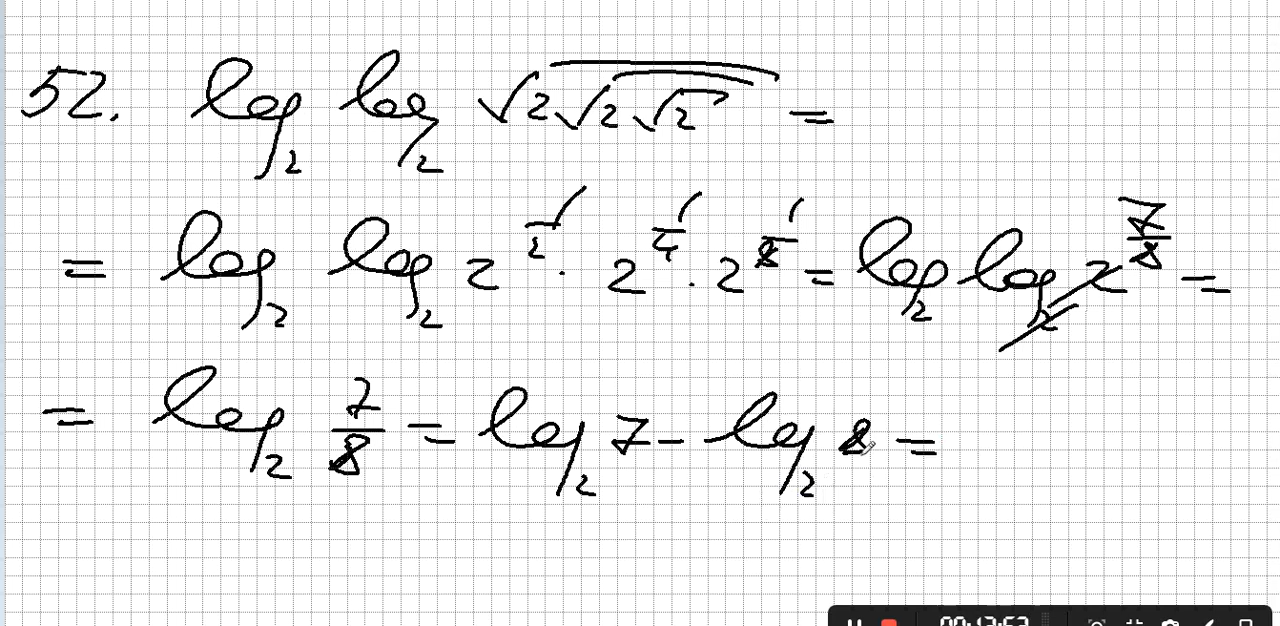 52. log₂ log₂ √(2√(2√2)) =
= log₂ log₂ 2^(1/2) · 2^(1/4) · 2^(1/8) = log₂ log₂ 2^(7/8) =
= log₂ 7/8 = log₂ 7 - log₂ 8 =